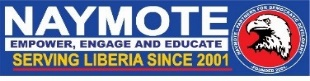 NAYMOTE
EMPOWER, ENGAGE AND EDUCATE
SERVING LIBERIA SINCE 2001